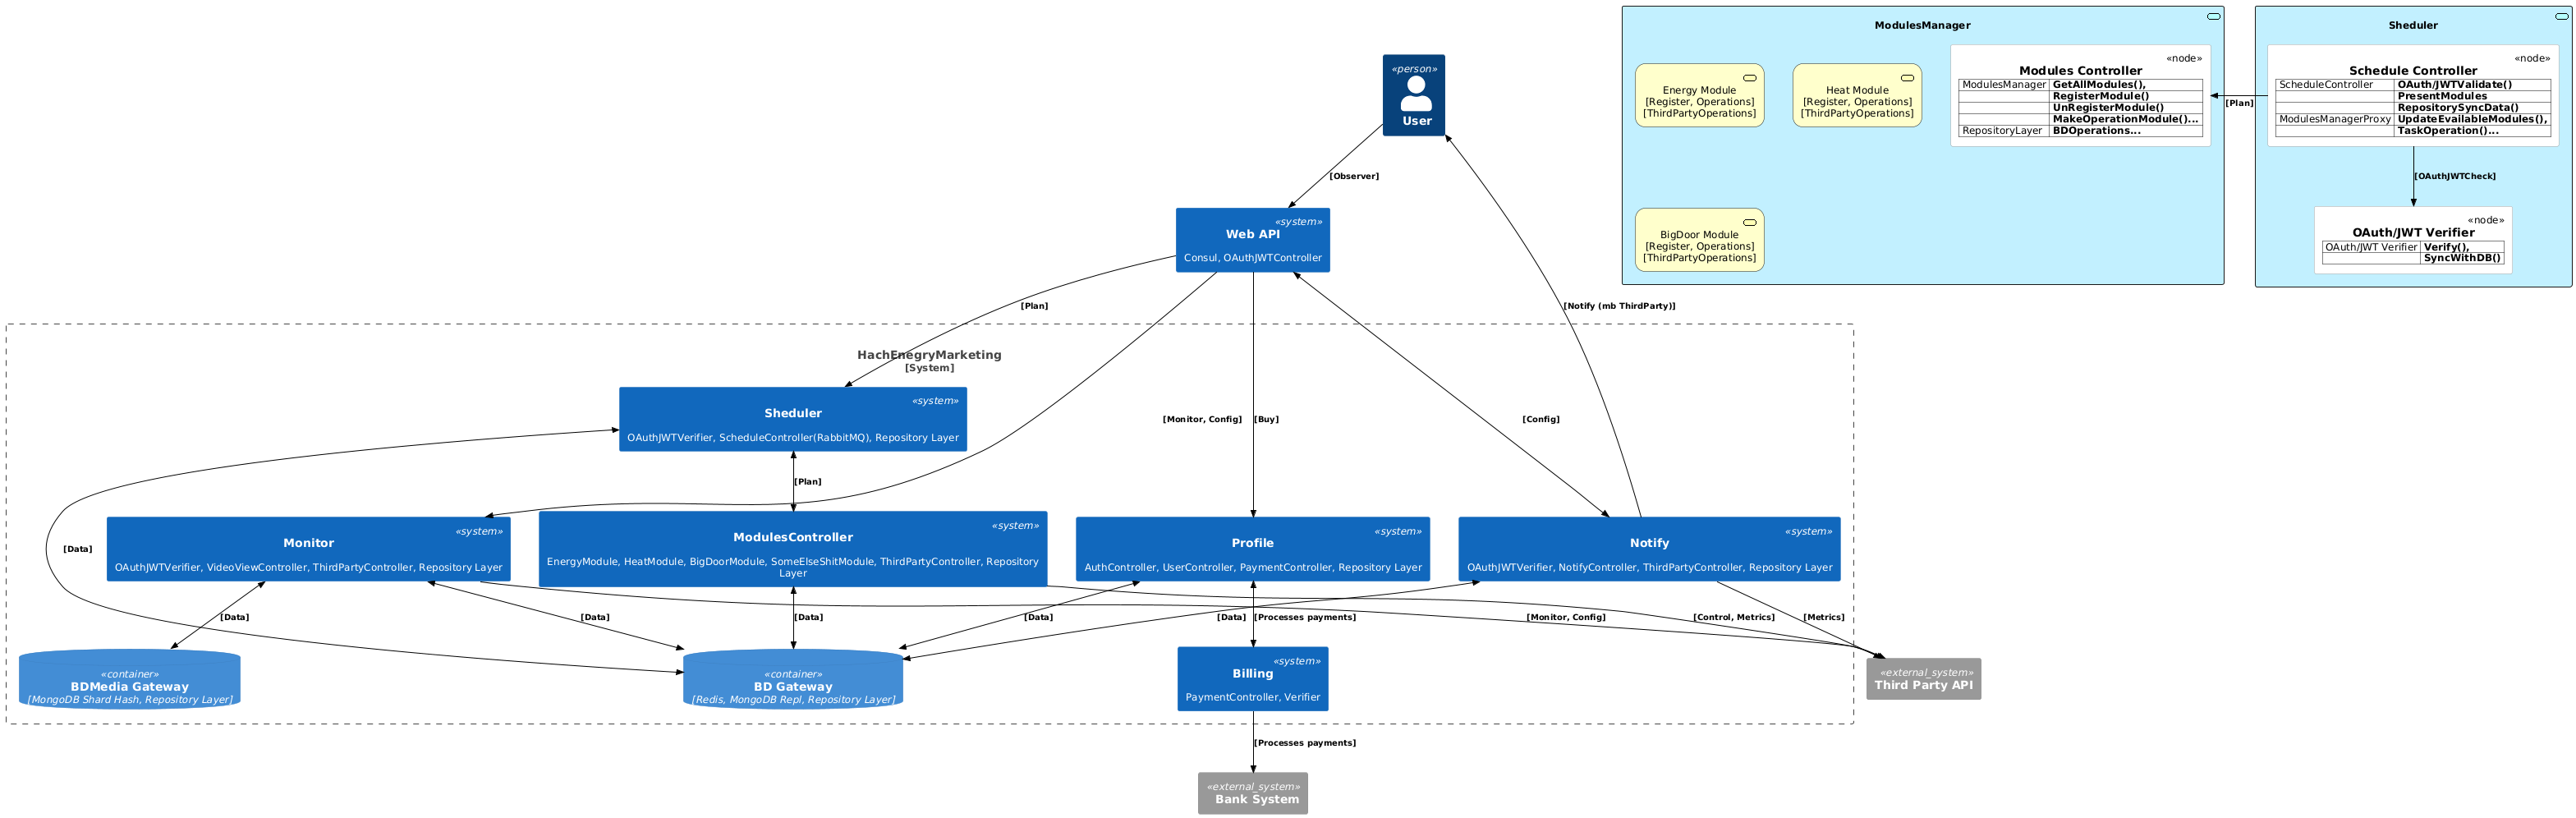 ModulesManager
Sheduler
«person»
User
Energy Module
[Register, Operations]
[ThirdPartyOperations]
Heat Module
[Register, Operations]
[ThirdPartyOperations]
«node»
Modules Controller
ModulesManager GetAllModules(),
RegisterModule()
UnRegisterModule()
MakeOperationModule()...
RepositoryLayer BDOperations...
[Plan]
«node»
Schedule Controller
ScheduleController OAuth/JWTValidate()
PresentModules
RepositorySyncData()
ModulesManagerProxy UpdateEvailableModules(),
TaskOperation()...
[Observer]
[OAuthJWTCheck]
BigDoor Module
[Register, Operations]
[ThirdPartyOperations]
«node»
OAuth/JWT Verifier
OAuth/JWT Verifier Verify(),
SyncWithDB()
«system»
Web API
Consul, OAuthJWTController
[Plan]
[Notify (mb ThirdParty)]
HachEnegryMarketing
[System]
«system»
Sheduler
OAuthJWTVerifier, ScheduleController(RabbitMQ), Repository Layer
[Monitor, Config]
[Buy]
[Config]
[Plan]
[Data]
«system»
Monitor
OAuthJWTVerifier, VideoViewController, ThirdPartyController, Repository Layer
«system»
ModulesController
EnergyModule, HeatModule, BigDoorModule, SomeElseShitModule, ThirdPartyController, Repository
Layer
«system»
Profile
AuthController, UserController, PaymentController, Repository Layer
«system»
Notify
OAuthJWTVerifier, NotifyController, ThirdPartyController, Repository Layer
[Data]
[Data]
[Data]
[Data]
[Data]
[Processes payments]
[Monitor, Config]
[Control, Metrics]
[Metrics]
«container»
BDMedia Gateway
[MongoDB Shard Hash, Repository Layer]
«container»
BD Gateway
[Redis, MongoDB Repl, Repository Layer]
«system»
Billing
PaymentController, Verifier
«external_system»
Third Party API
[Processes payments]
«external_system»
Bank System